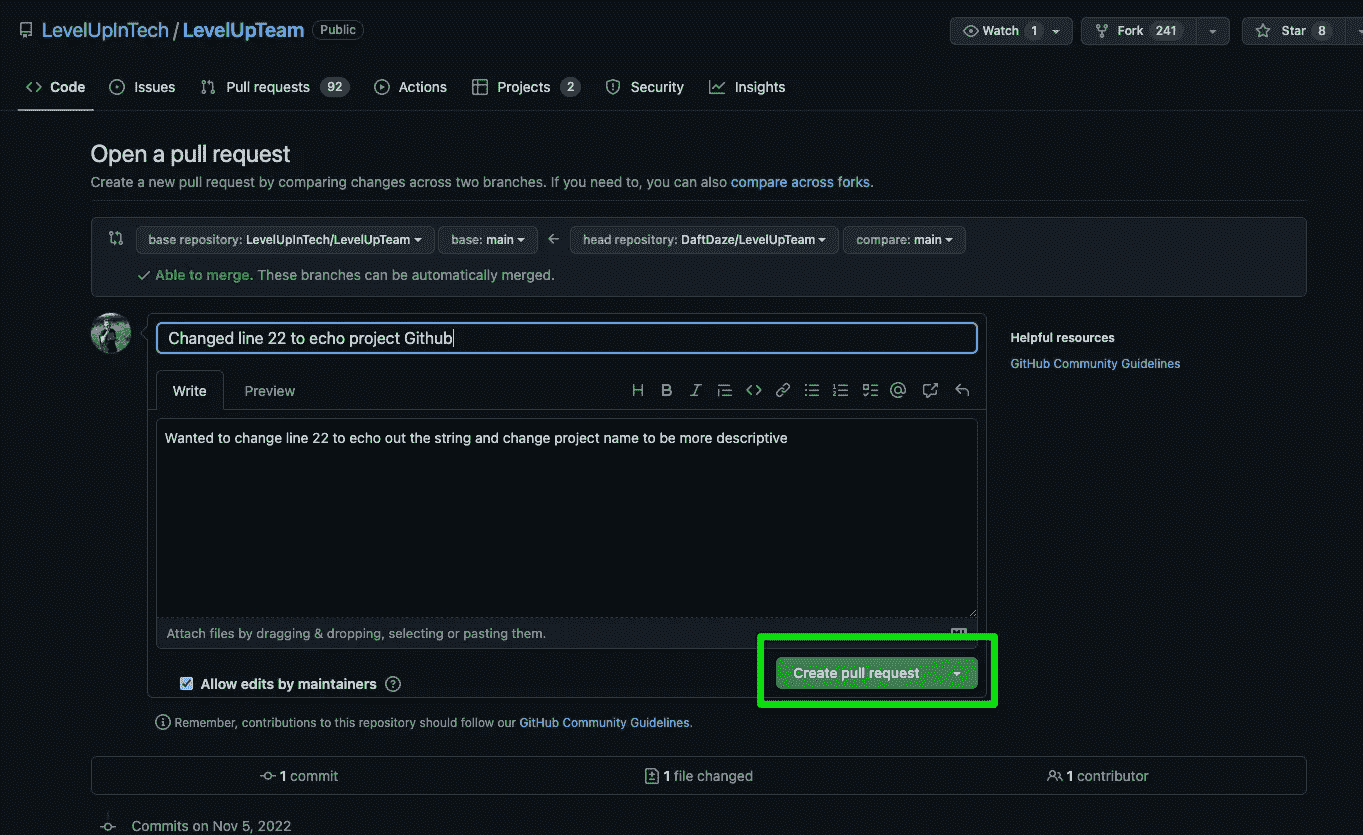 LevelUpInTech / LevelUpTeam Public Watch 1 Fork 241 Star 8
Code Issues Pull requests 92 Actions Projects 2 Security Insights
Open a pull request
Create a new pull request by comparing changes across two branches. If you need to, you can also compare across forks.
base repository: LevelUpInTech/LevelUpTeam base: main ← head repository: DaftDaze/LevelUpTeam compare: main
Able to merge. These branches can be automatically merged.
Changed line 22 to echo project Github
Helpful resources
GitHub Community Guidelines
Write Preview
Wanted to change line 22 to echo out the string and change project name to be more descriptive
Attach files by dragging & dropping, selecting or pasting them.
Create pull request
Allow edits by maintainers
Remember, contributions to this repository should follow our GitHub Community Guidelines.
1 commit 1 file changed 1 contributor
Commits on Nov 5, 2022